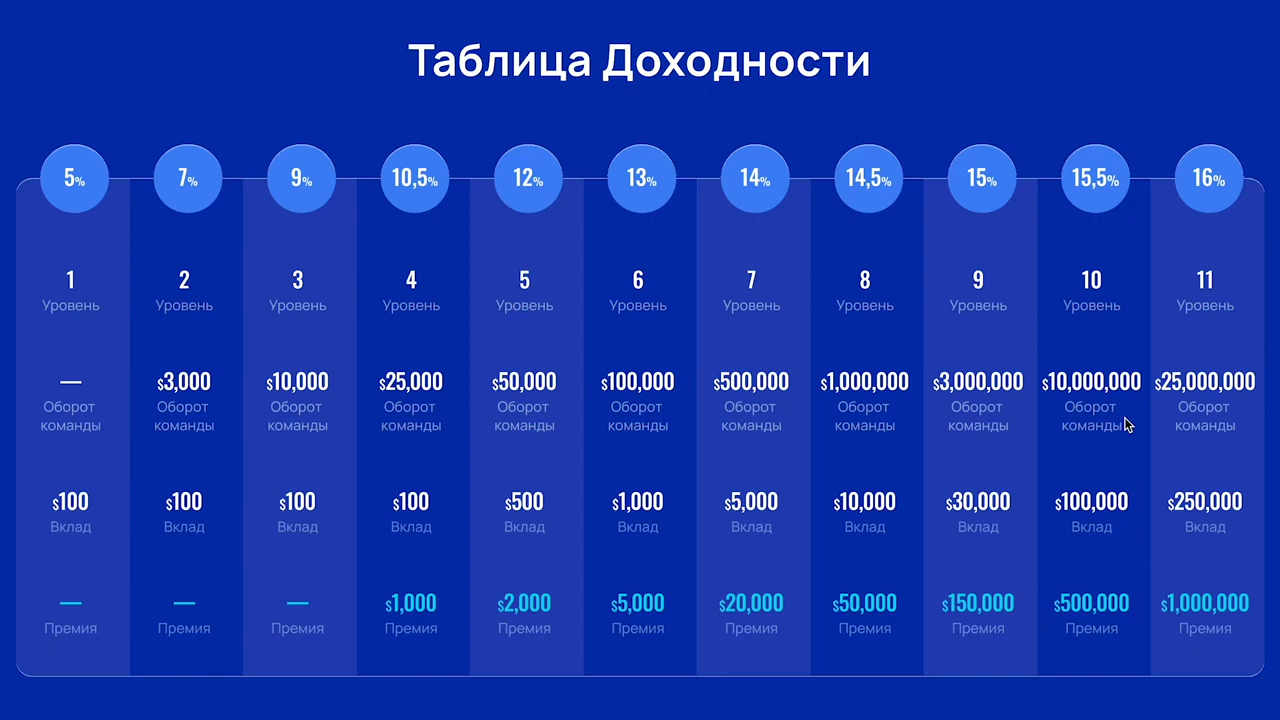 Таблица Доходности
5% 7% 9% 10,5% 12% 13% 14% 14,5% 15% 15,5% 16%
1 2 3 4 5 6 7 8 9 10 11
Уровень Уровень Уровень Уровень Уровень Уровень Уровень Уровень Уровень Уровень Уровень
— $3,000 $10,000 $25,000 $50,000 $100,000 $500,000 $1,000,000 $3,000,000 $10,000,000 $25,000,000
Оборот Оборот Оборот Оборот Оборот Оборот Оборот Оборот Оборот Оборот Оборот
команды команды команды команды команды команды команды команды команды команды команды
$100 $100 $100 $100 $500 $1,000 $5,000 $10,000 $30,000 $100,000 $250,000
Вклад Вклад Вклад Вклад Вклад Вклад Вклад Вклад Вклад Вклад Вклад
— — — $1,000 $2,000 $5,000 $20,000 $50,000 $150,000 $500,000 $1,000,000
Премия Премия Премия Премия Премия Премия Премия Премия Премия Премия Премия